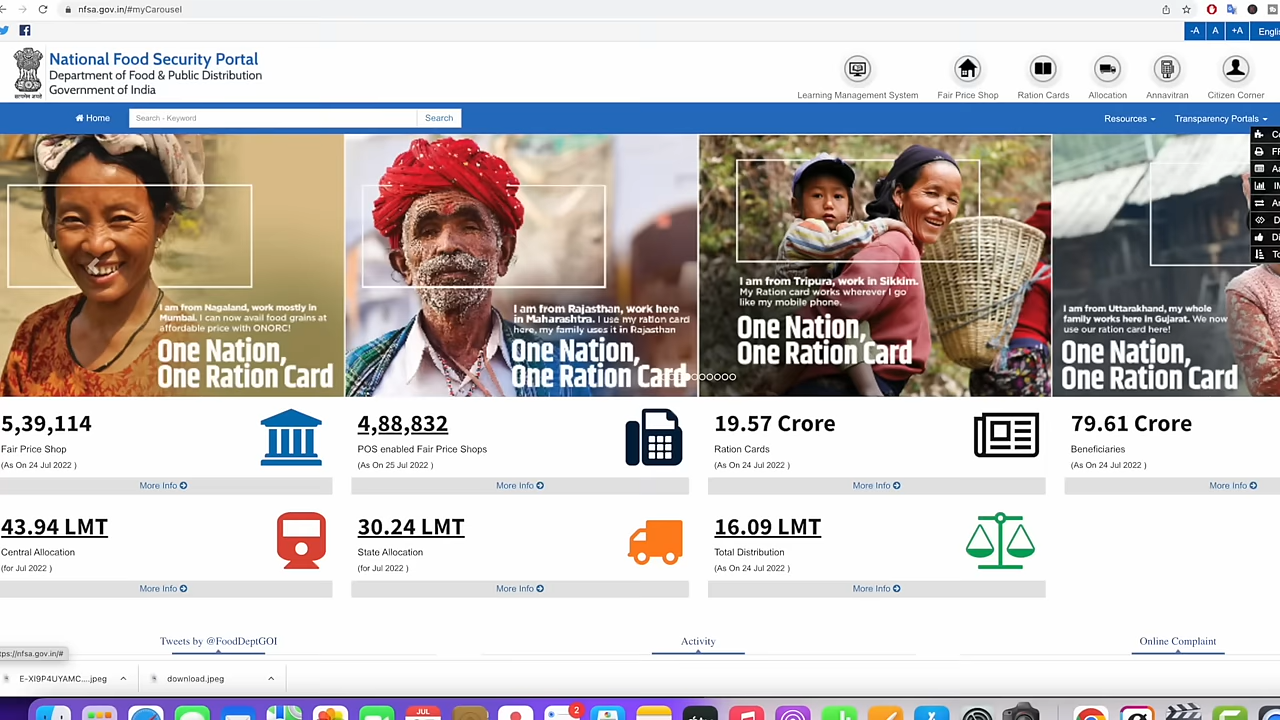 nfsa.gov.in/#myCarousel
-A A +A
National Food Security Portal
Department of Food & Public Distribution
Government of India
सत्यमेव जयते
Learning Management System
Fair Price Shop
Ration Cards
Allocation
Annavitran
Citizen Corner
Home
Search - Keyword
Search
Resources
Transparency Portals
I am from Nagaland, work mostly in
Mumbai. I can now avail food grains at
affordable price with ONORC!
One Nation,
One Ration Card
I am from Rajasthan, work here
in Maharashtra. I use my ration card
here, my family uses it in Rajasthan
One Nation,
One Ration Card
I am from Tripura, work in Sikkim.
My Ration card works wherever I go
like my mobile phone.
One Nation,
One Ration Card
I am from Uttarakhand, my whole
family works here in Gujarat. We now
use our ration card here!
One Nation,
One Ration Card
5,39,114
Fair Price Shop
(As On 24 Jul 2022 )
More Info
4,88,832
POS enabled Fair Price Shops
(As On 25 Jul 2022 )
More Info
19.57 Crore
Ration Cards
(As On 24 Jul 2022 )
More Info
79.61 Crore
Beneficiaries
(As On 24 Jul 2022 )
More Info
43.94 LMT
Central Allocation
(for Jul 2022 )
More Info
30.24 LMT
State Allocation
(for Jul 2022 )
More Info
16.09 LMT
Total Distribution
(As On 24 Jul 2022 )
More Info
Tweets by @FoodDeptGOI
Activity
Online Complaint
tps://nfsa.gov.in/#
E-XI9P4UYAMC....jpeg
download.jpeg
JUL
2